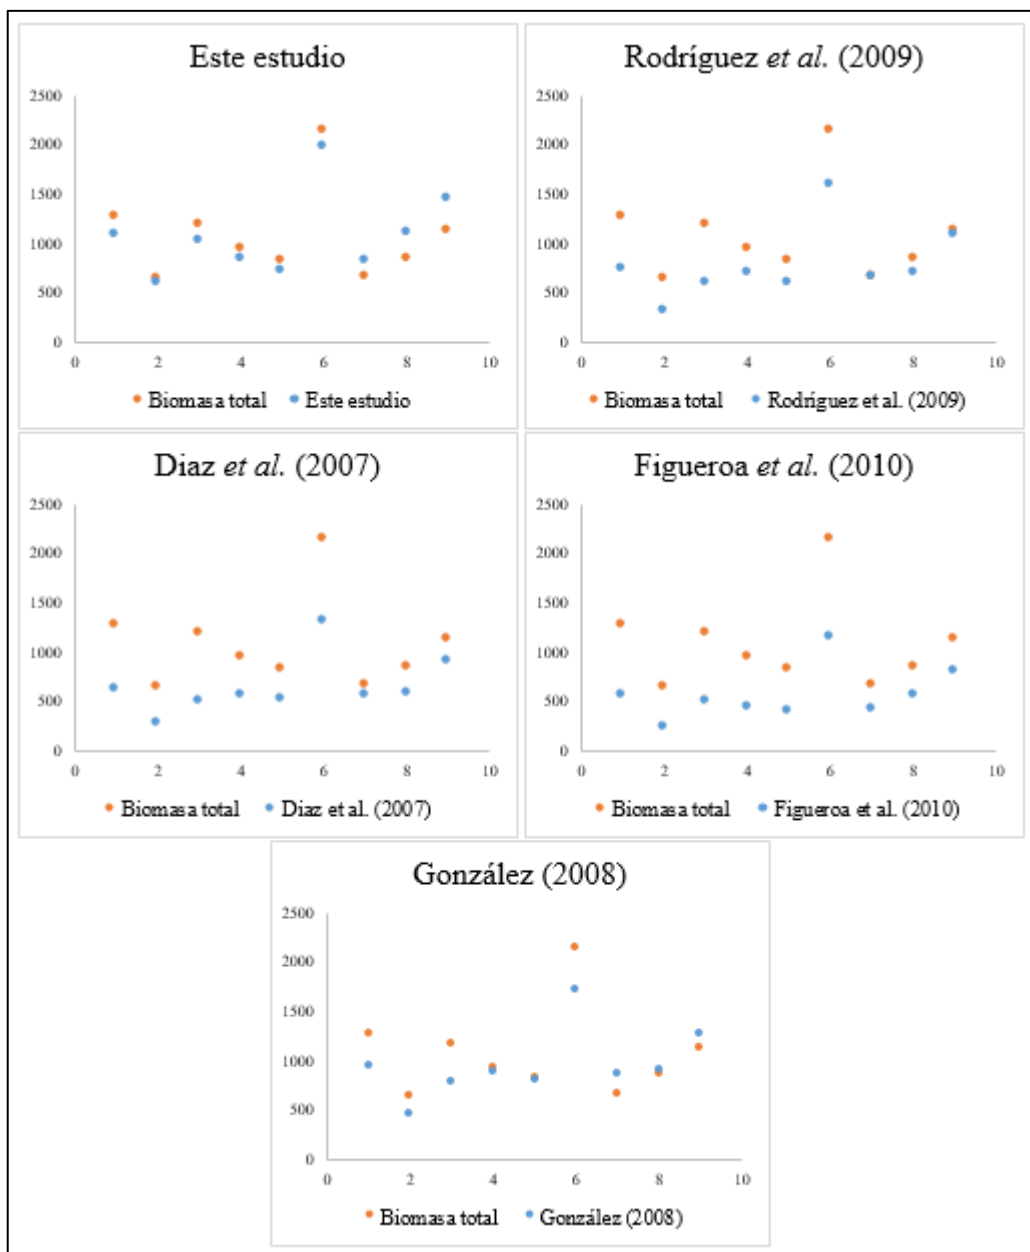 Este estudio
2500
2000
1500
1000
500
0
0 2 4 6 8 10
Biomasa total Este estudio
Rodríguez et al. (2009)
2500
2000
1500
1000
500
0
0 2 4 6 8 10
Biomasa total Rodríguez et al. (2009)
Diaz et al. (2007)
2500
2000
1500
1000
500
0
0 2 4 6 8 10
Biomasa total Diaz et al. (2007)
Figueroa et al. (2010)
2500
2000
1500
1000
500
0
0 2 4 6 8 10
Biomasa total Figueroa et al. (2010)
González (2008)
2500
2000
1500
1000
500
0
0 2 4 6 8 10
Biomasa total González (2008)